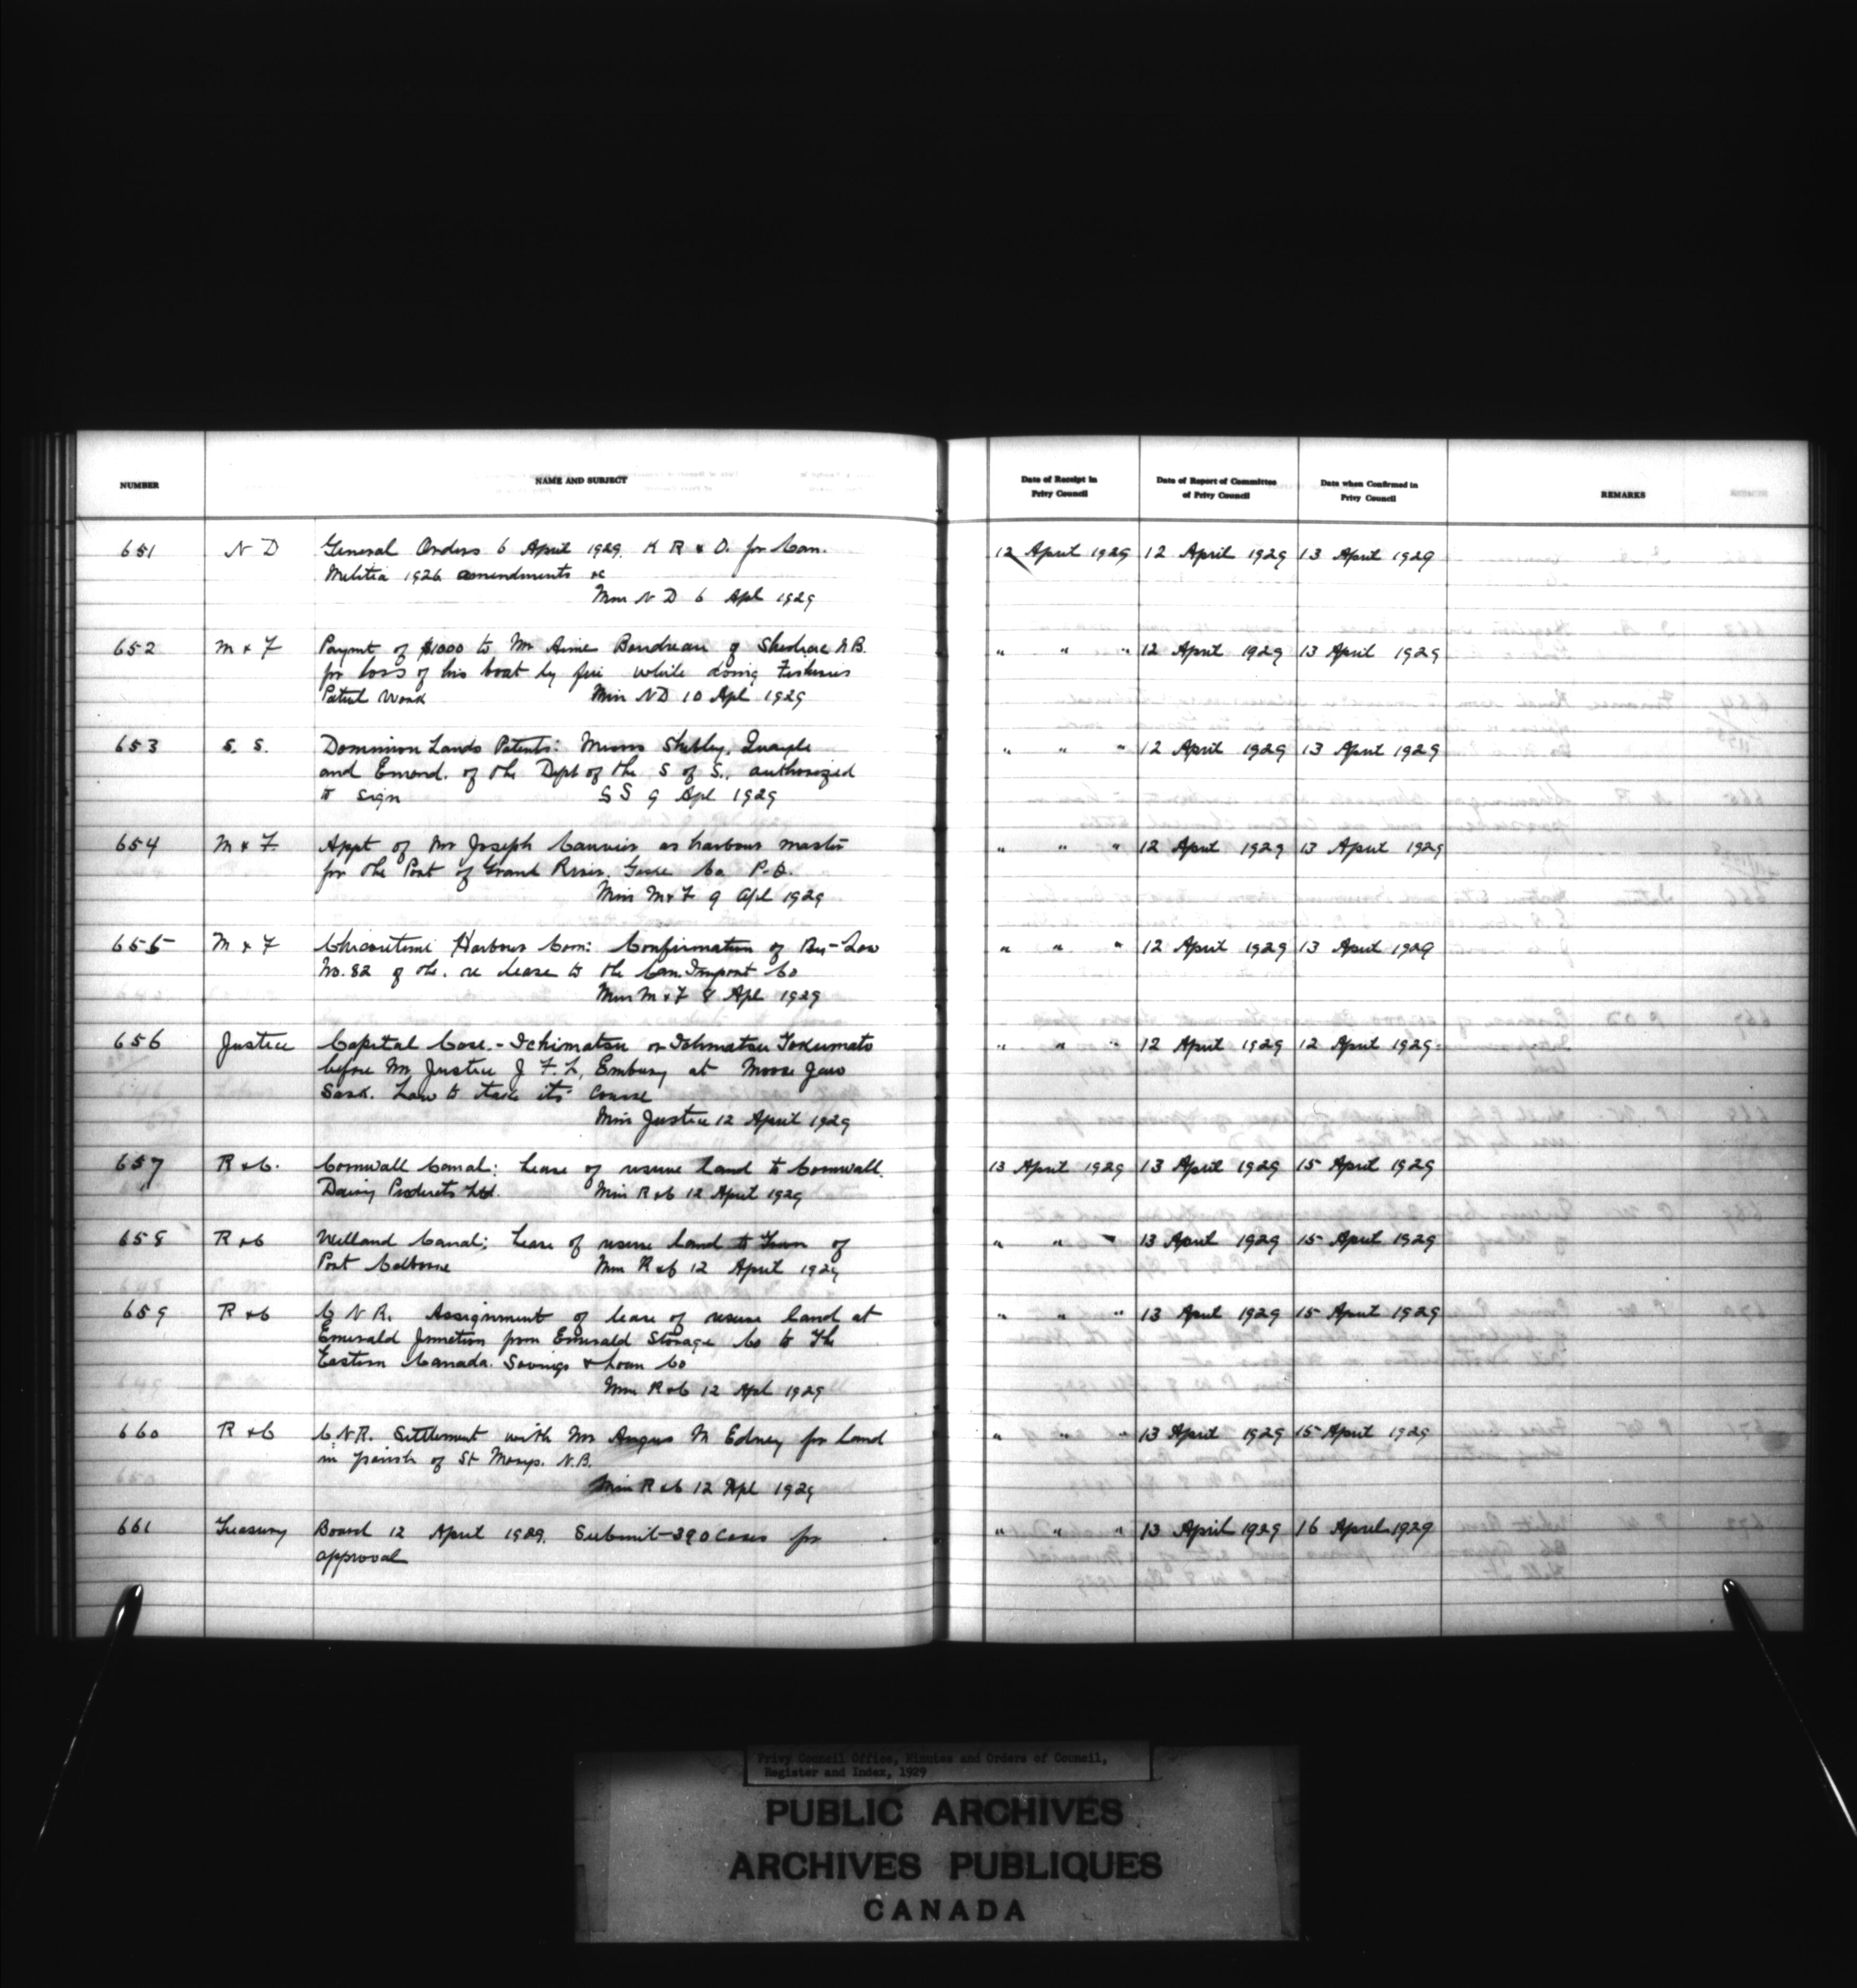 NUMBER NAME AND SUBJECT Date of Receipt in Privy Council Date of Report of Committee of Privy Council Date when Confirmed in Privy Council REMARKS
651 N D General Orders 6 April 1929. K R & O. for Can. 12 April 1929 12 April 1929 13 April 1929
Militia 1926 amendments &c
Min N D 6 Apl 1929
652 M & F Paymt of $1000 to Mr Aime Boudreau of Shediac N.B. " " " 12 April 1929 13 April 1929
for loss of his boat by fire while doing Fisheries
Patrol Work Min ND 10 Apl 1929
653 S. S. Dominion Lands Patents: Messrs Shibley, Quayle " " " 12 April 1929 13 April 1929
and Emond. of the Dept of the S of S., authorized
to sign S S 9 Apl 1929
654 M & F. Appt of Mr Joseph Cauvier as harbour master " " " 12 April 1929 13 April 1929
for the Port of Grand River, Gaspe Co P.Q.
Min M & F 9 Apl 1929
655 M & F Chicoutimi Harbour Com: Confirmation of By-Law " " " 12 April 1929 13 April 1929
No. 82 of the. re Lease to the Can. Import Co
Min M & F 8 Apl 1929
656 Justice Capital Case. - Ichimatsu or Ishmatsu Tokumato " " " 12 April 1929 12 April 1929
before Mr Justice J. F. L. Embury at Moose Jaw
Sask. Law to take its course
Min Justice 12 April 1929
657 R & C. Cornwall Canal: Lease of reserve land to Cornwall 13 April 1929 13 April 1929 15 April 1929
Dairy Products Ltd. Min R & C 12 April 1929
658 R & C Welland Canal; Lease of reserve land to Town of " " " 13 April 1929 15 April 1929
Port Colborne Min R & C 12 April 1929
659 R & C C N R. Assignment of lease of reserve land at " " " 13 April 1929 15 April 1929
Emerald Junction from Emerald Storage Co to the
Eastern Canada. Savings & Loan Co
Min R & C 12 Apl 1929
660 R & C C.N.R. Settlement with Mr Angus M Edney for land " " " 13 April 1929 15 April 1929
in parish of St Marys. N.B.
Min R & C 12 Apl 1929
661 Treasury Board 12 April 1929. Submit 390 cases for " " " 13 April 1929 16 April 1929
approval
Privy Council Office, Minutes and Orders of Council,
Register and Index, 1929
PUBLIC ARCHIVES
ARCHIVES PUBLIQUES
CANADA